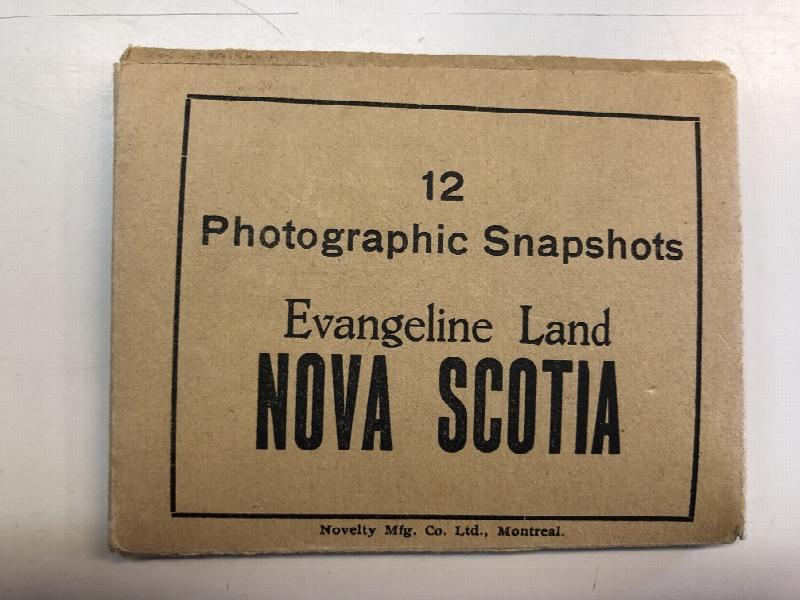 12
Photographic Snapshots
Evangeline Land
NOVA SCOTIA
Novelty Mfg. Co. Ltd., Montreal.